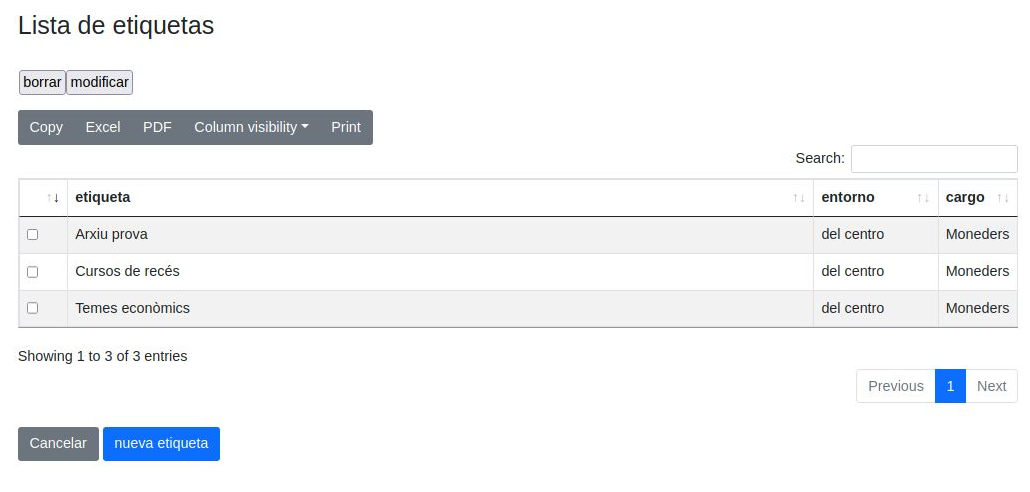 Lista de etiquetas
borrar modificar
Copy Excel PDF Column visibility Print
Search:
etiqueta entorno cargo
Arxiu prova del centro Moneders
Cursos de recés del centro Moneders
Temes econòmics del centro Moneders
Showing 1 to 3 of 3 entries
Previous 1 Next
Cancelar nueva etiqueta